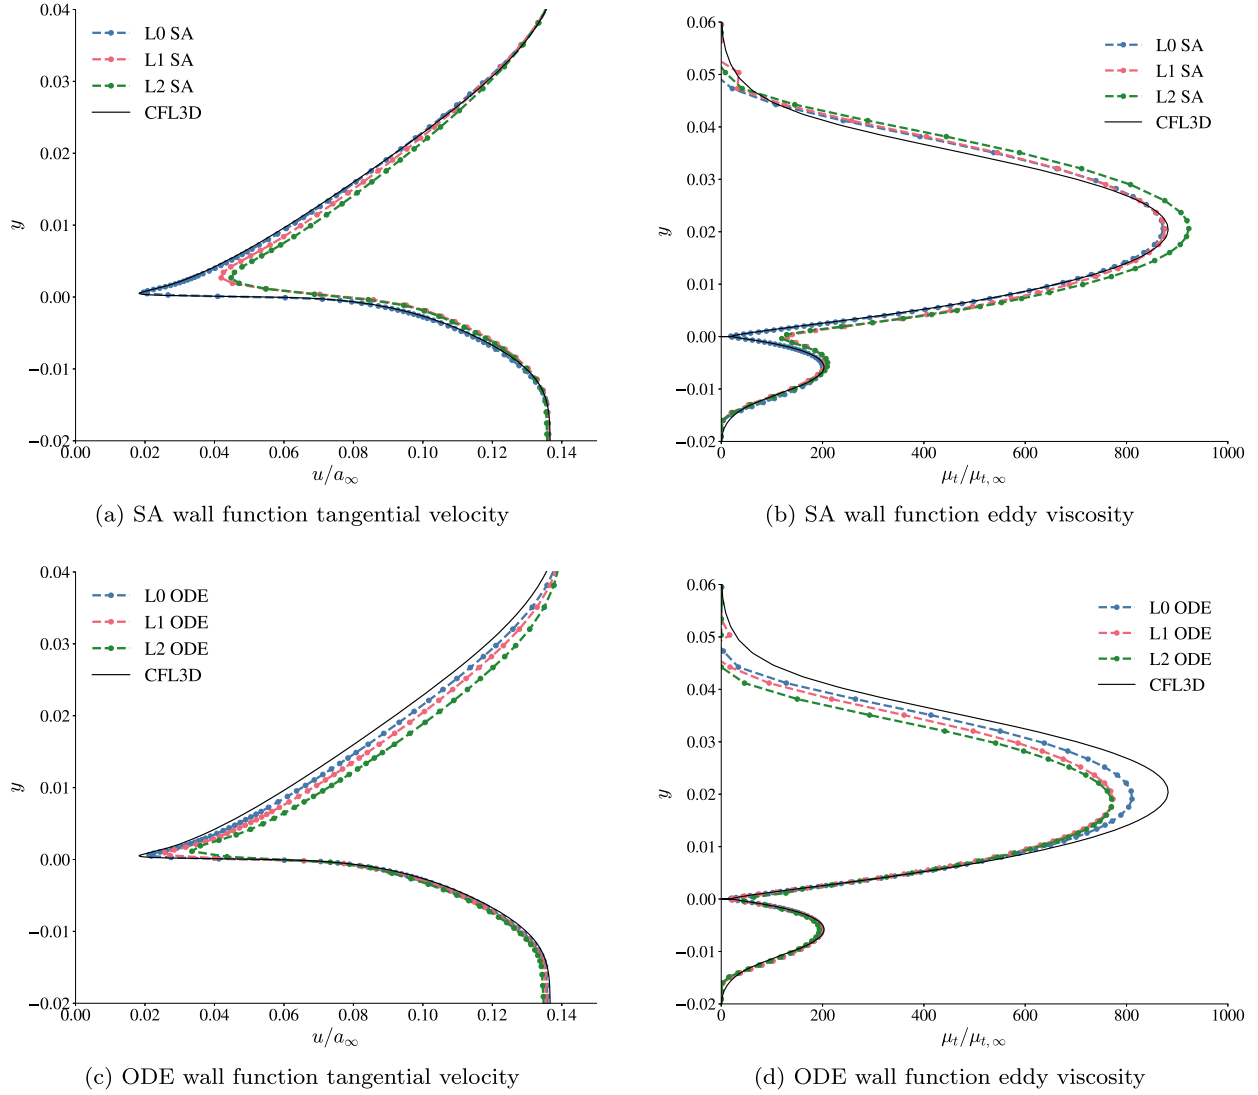 0.04
0.03
0.02
0.01
0.00
−0.01
−0.02
y
L0 SA
L1 SA
L2 SA
CFL3D
0.00 0.02 0.04 0.06 0.08 0.10 0.12 0.14
u/a∞
(a) SA wall function tangential velocity
0.06
0.05
0.04
0.03
0.02
0.01
0.00
−0.01
−0.02
y
L0 SA
L1 SA
L2 SA
CFL3D
0 200 400 600 800 1000
μt/μt,∞
(b) SA wall function eddy viscosity
0.04
0.03
0.02
0.01
0.00
−0.01
−0.02
y
L0 ODE
L1 ODE
L2 ODE
CFL3D
0.00 0.02 0.04 0.06 0.08 0.10 0.12 0.14
u/a∞
(c) ODE wall function tangential velocity
0.06
0.05
0.04
0.03
0.02
0.01
0.00
−0.01
−0.02
y
L0 ODE
L1 ODE
L2 ODE
CFL3D
0 200 400 600 800 1000
μt/μt,∞
(d) ODE wall function eddy viscosity